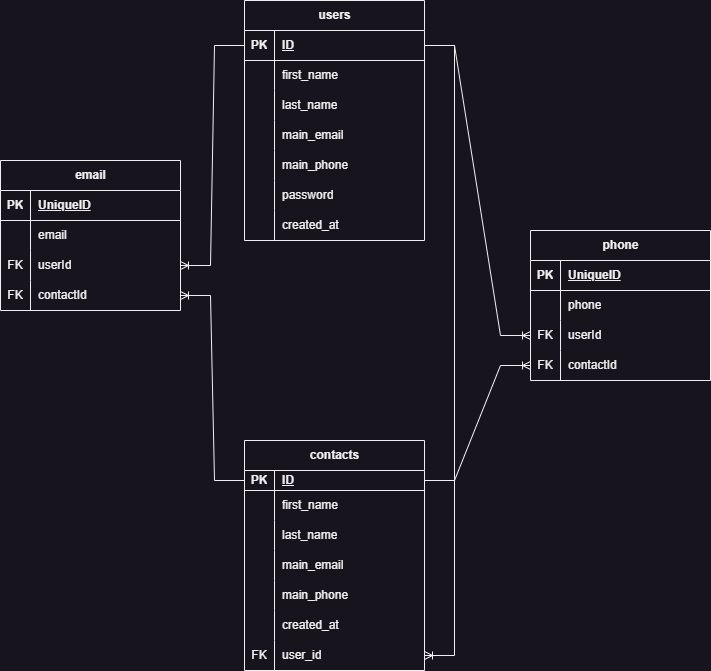 users
PK ID
first_name
last_name
main_email
main_phone
password
created_at
email
PK UniqueID
email
FK userId
FK contactId
phone
PK UniqueID
phone
FK userId
FK contactId
contacts
PK ID
first_name
last_name
main_email
main_phone
created_at
FK user_id